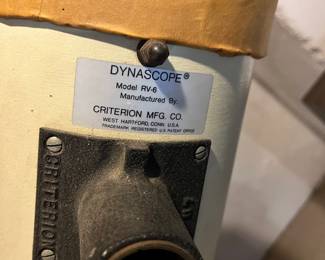 DYNASCOPE®
Model RV-6
Manufactured By:
CRITERION MFG. CO.
WEST HARTFORD, CONN. U.S.A.
TRADEMARK REGISTERED U.S. PATENT OFFICE
CRITERION